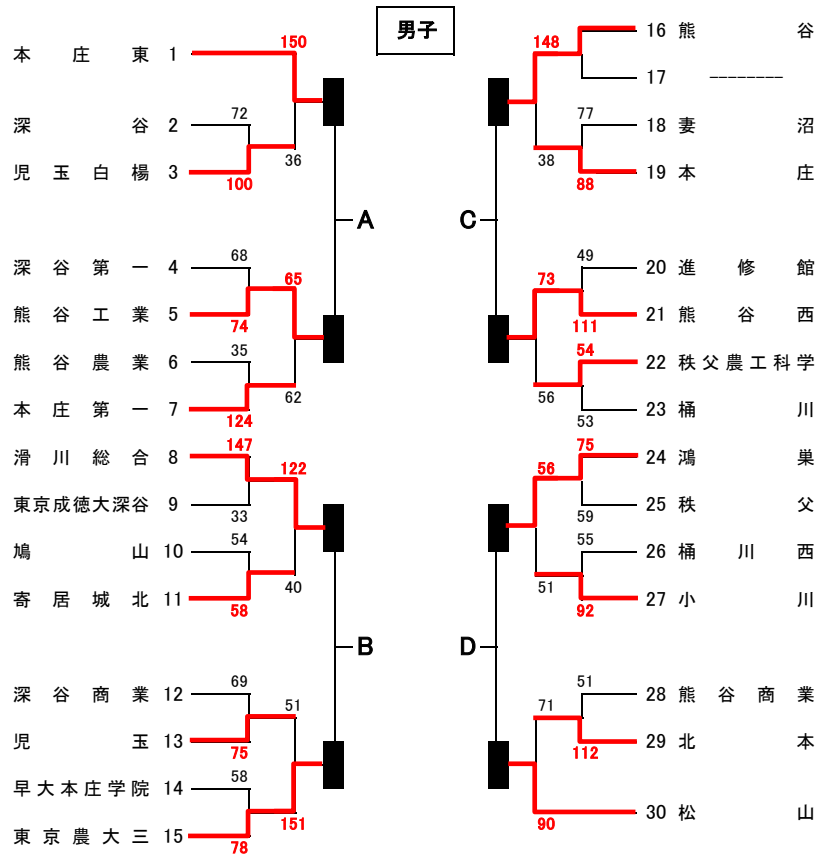 男子
本庄東 1
150
深谷 2
72
36
児玉白楊 3
100
A
深谷第一 4
68
65
熊谷工業 5
74
熊谷農業 6
35
62
本庄第一 7
124
滑川総合 8
147
122
東京成徳大深谷 9
33
鳩山 10
54
40
寄居城北 11
58
B
深谷商業 12
69
51
児玉 13
75
早大本庄学院 14
58
151
東京農大三 15
78
148
16 熊谷
17 --------
77
18 妻沼
38
19 本庄
88
C
49
20 進修館
73
21 熊谷西
111
54
22 秩父農工科学
56
23 桶川
53
75
24 鴻巣
56
25 秩父
59
55
26 桶川西
51
27 小川
92
D
51
28 熊谷商業
71
29 北本
112
30 松山
90